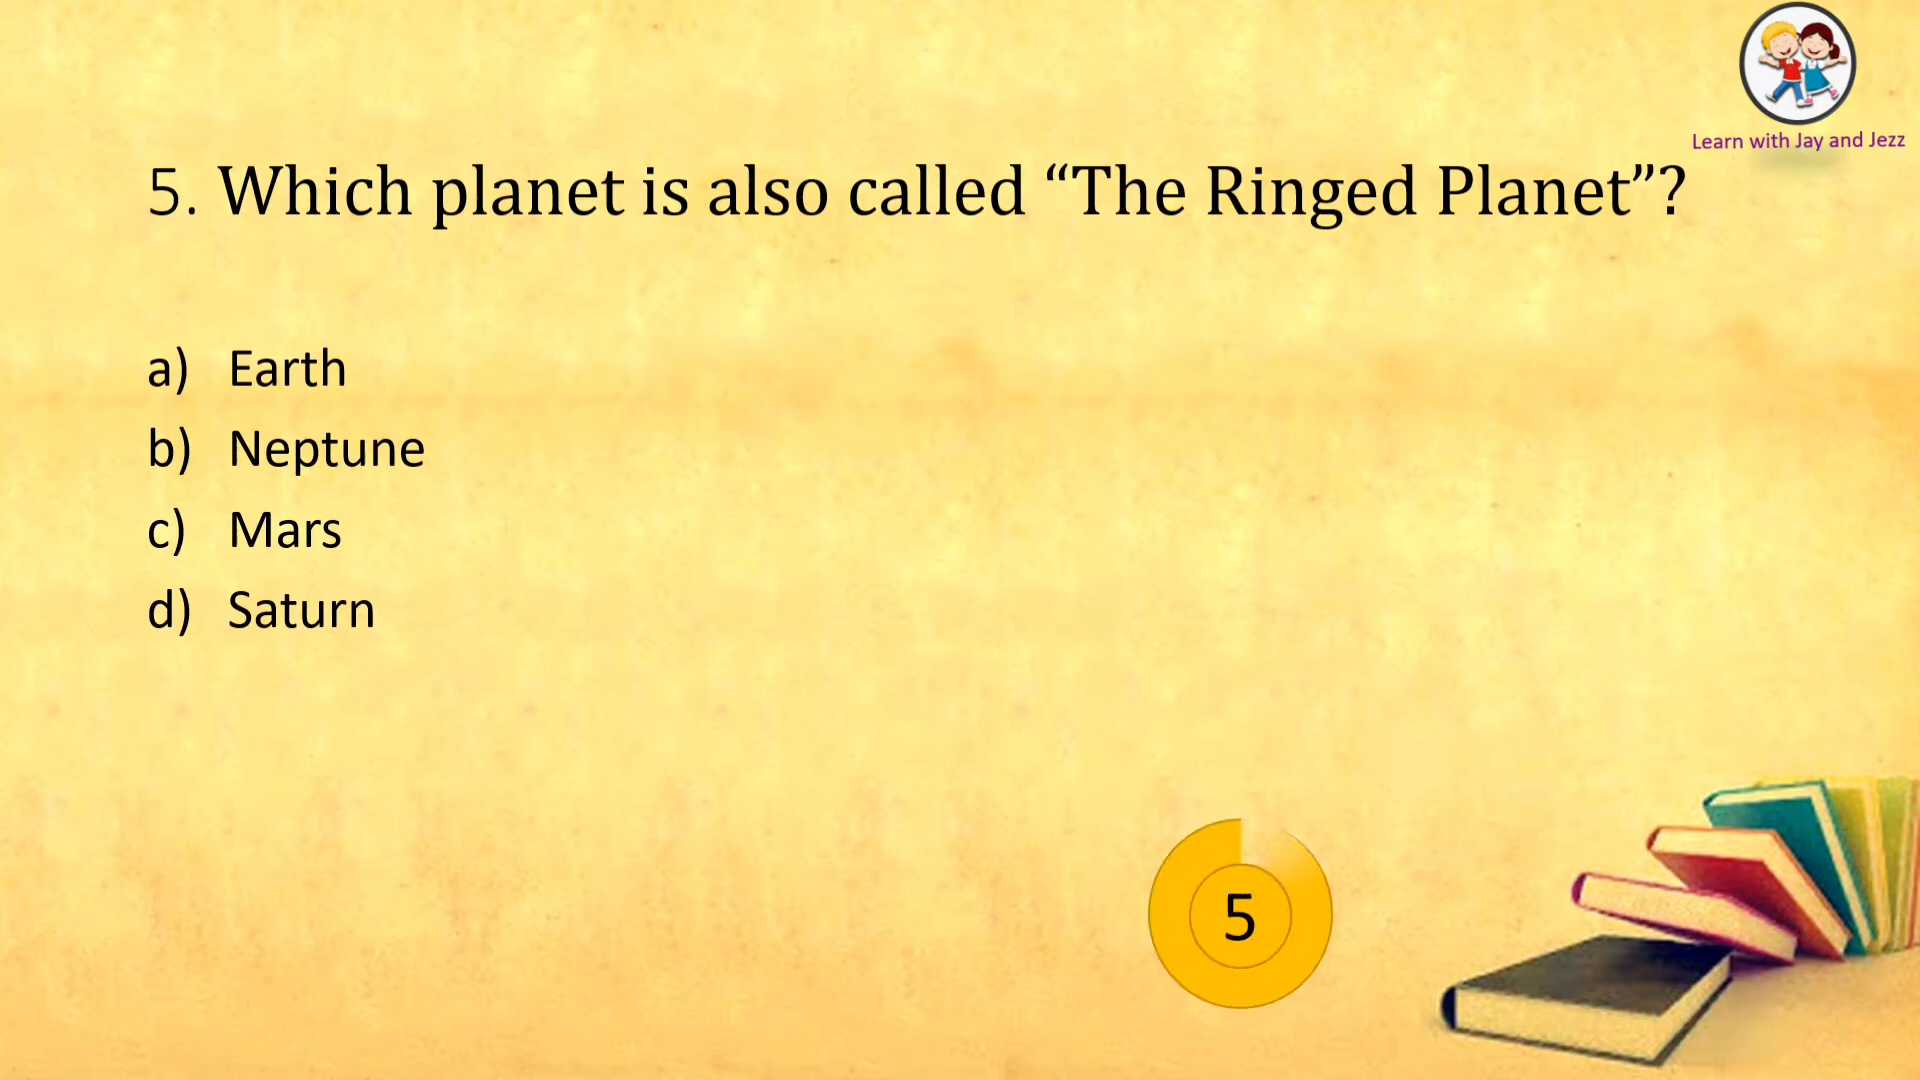 Learn with Jay and Jezz
5. Which planet is also called “The Ringed Planet”?
a) Earth
b) Neptune
c) Mars
d) Saturn
5